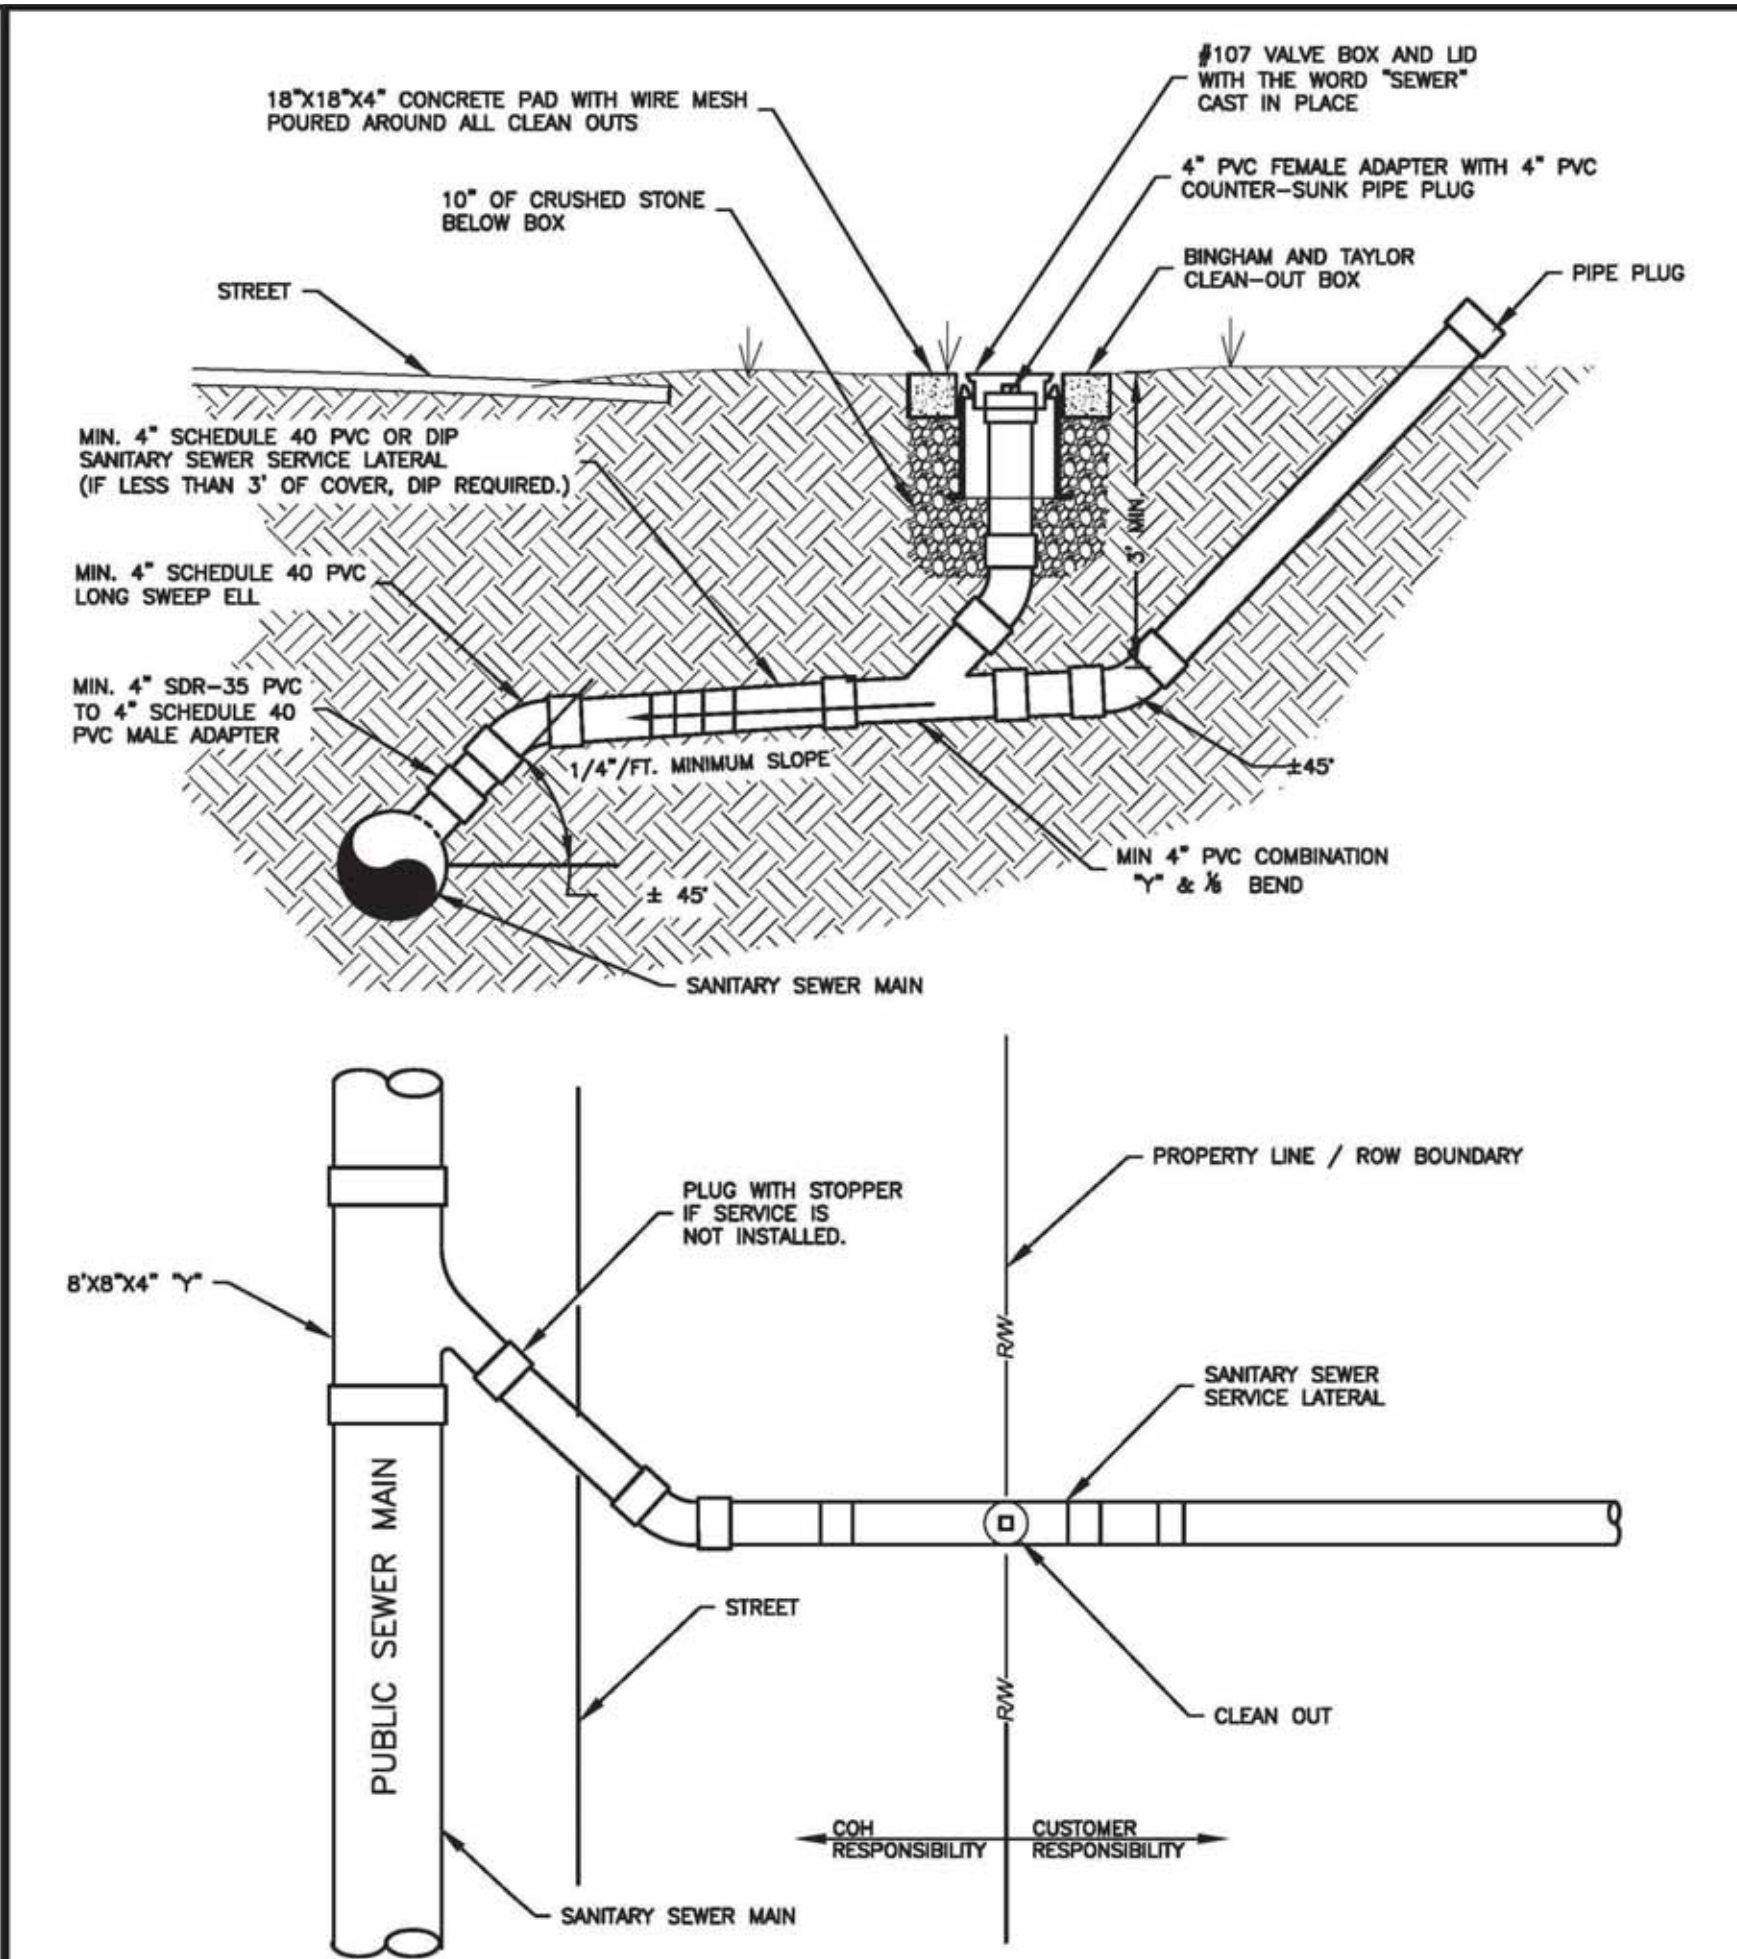 #107 VALVE BOX AND LID
WITH THE WORD "SEWER"
CAST IN PLACE
18"X18"X4" CONCRETE PAD WITH WIRE MESH
POURED AROUND ALL CLEAN OUTS
4" PVC FEMALE ADAPTER WITH 4" PVC
COUNTER-SUNK PIPE PLUG
10" OF CRUSHED STONE
BELOW BOX
BINGHAM AND TAYLOR
CLEAN-OUT BOX
PIPE PLUG
STREET
MIN. 4" SCHEDULE 40 PVC OR DIP
SANITARY SEWER SERVICE LATERAL
(IF LESS THAN 3' OF COVER, DIP REQUIRED.)
3' MIN.
MIN. 4" SCHEDULE 40 PVC
LONG SWEEP ELL
MIN. 4" SDR-35 PVC
TO 4" SCHEDULE 40
PVC MALE ADAPTER
1/4"/FT. MINIMUM SLOPE
±45°
MIN 4" PVC COMBINATION
"Y" & ⅛ BEND
± 45°
SANITARY SEWER MAIN
PROPERTY LINE / ROW BOUNDARY
PLUG WITH STOPPER
IF SERVICE IS
NOT INSTALLED.
8'X8"X4" "Y"
R/W
SANITARY SEWER
SERVICE LATERAL
PUBLIC SEWER MAIN
STREET
R/W
CLEAN OUT
COH
RESPONSIBILITY
CUSTOMER
RESPONSIBILITY
SANITARY SEWER MAIN